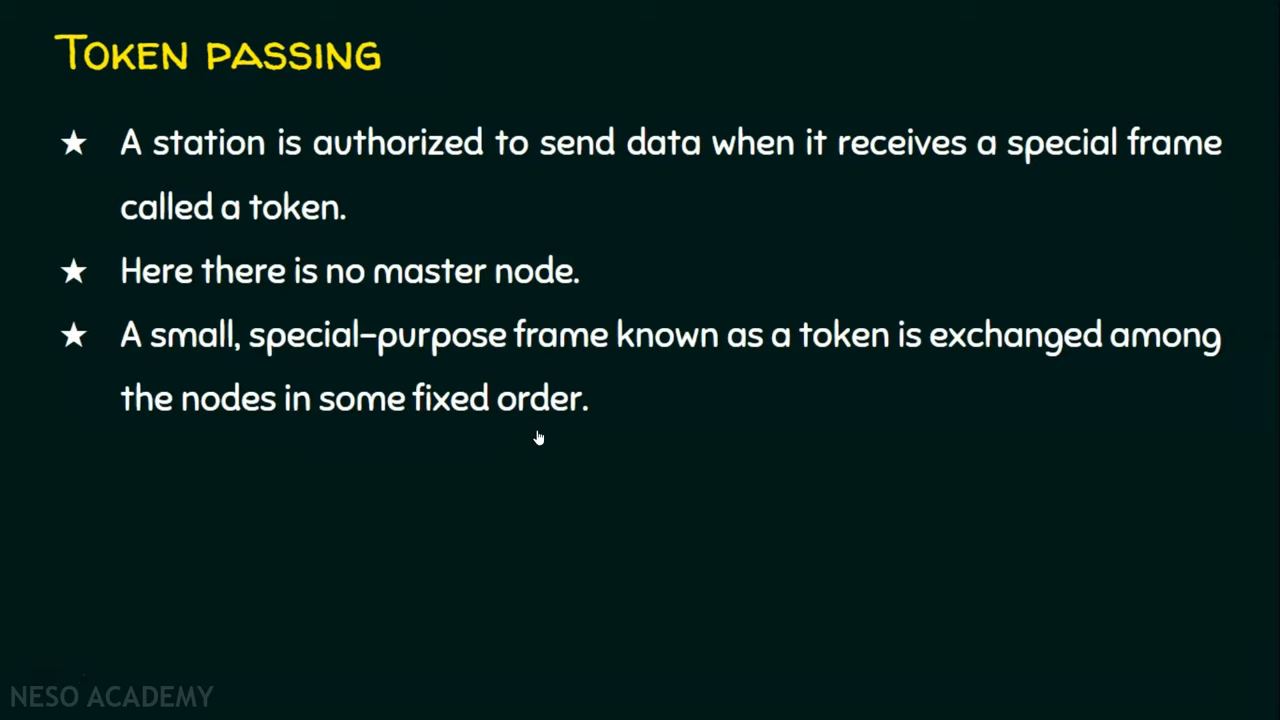 TOKEN PASSING
★ A station is authorized to send data when it receives a special frame
called a token.
★ Here there is no master node.
★ A small, special-purpose frame known as a token is exchanged among
the nodes in some fixed order.
NESO ACADEMY